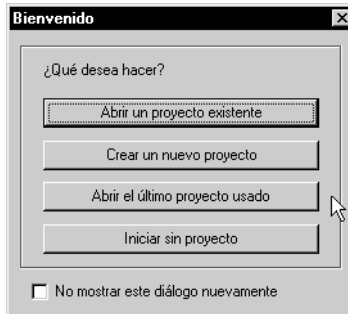 Bienvenido
¿Qué desea hacer?
Abrir un proyecto existente
Crear un nuevo proyecto
Abrir el último proyecto usado
Iniciar sin proyecto
No mostrar este diálogo nuevamente